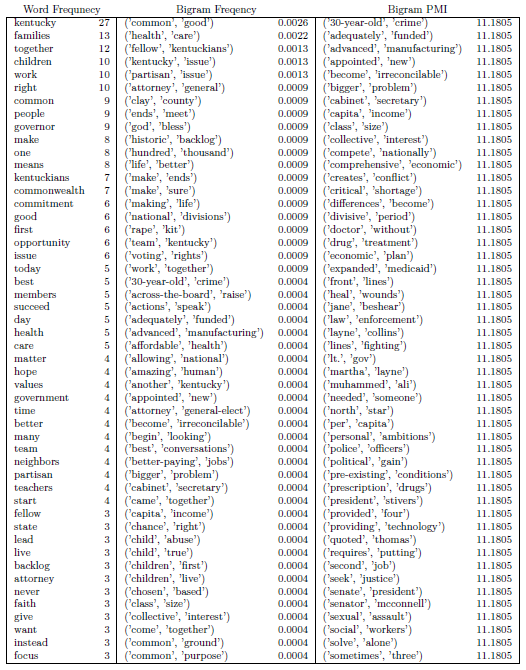 Word Frequnecy Bigram Freqency Bigram PMI
kentucky 27 ('common', 'good') 0.0026 ('30-year-old', 'crime') 11.1805
families 13 ('health', 'care') 0.0022 ('adequately', 'funded') 11.1805
together 12 ('fellow', 'kentuckians') 0.0013 ('advanced', 'manufacturing') 11.1805
children 10 ('kentucky', 'issue') 0.0013 ('appointed', 'new') 11.1805
work 10 ('partisan', 'issue') 0.0013 ('become', 'irreconcilable') 11.1805
right 10 ('attorney', 'general') 0.0009 ('bigger', 'problem') 11.1805
common 9 ('clay', 'county') 0.0009 ('cabinet', 'secretary') 11.1805
people 9 ('ends', 'meet') 0.0009 ('capita', 'income') 11.1805
governor 9 ('god', 'bless') 0.0009 ('class', 'size') 11.1805
make 8 ('historic', 'backlog') 0.0009 ('collective', 'interest') 11.1805
one 8 ('hundred', 'thousand') 0.0009 ('compete', 'nationally') 11.1805
means 8 ('life', 'better') 0.0009 ('comprehensive', 'economic') 11.1805
kentuckians 7 ('make', 'ends') 0.0009 ('creates', 'conflict') 11.1805
commonwealth 7 ('make', 'sure') 0.0009 ('critical', 'shortage') 11.1805
commitment 6 ('making', 'life') 0.0009 ('differences', 'become') 11.1805
good 6 ('national', 'divisions') 0.0009 ('divisive', 'period') 11.1805
first 6 ('rape', 'kit') 0.0009 ('doctor', 'without') 11.1805
opportunity 6 ('team', 'kentucky') 0.0009 ('drug', 'treatment') 11.1805
issue 6 ('voting', 'rights') 0.0009 ('economic', 'plan') 11.1805
today 5 ('work', 'together') 0.0009 ('expanded', 'medicaid') 11.1805
best 5 ('30-year-old', 'crime') 0.0004 ('front', 'lines') 11.1805
members 5 ('across-the-board', 'raise') 0.0004 ('heal', 'wounds') 11.1805
succeed 5 ('actions', 'speak') 0.0004 ('jane', 'beshear') 11.1805
day 5 ('adequately', 'funded') 0.0004 ('law', 'enforcement') 11.1805
health 5 ('advanced', 'manufacturing') 0.0004 ('layne', 'collins') 11.1805
care 5 ('affordable', 'health') 0.0004 ('lines', 'fighting') 11.1805
matter 4 ('allowing', 'national') 0.0004 ('lt.', 'gov') 11.1805
hope 4 ('amazing', 'human') 0.0004 ('martha', 'layne') 11.1805
values 4 ('another', 'kentucky') 0.0004 ('muhammed', 'ali') 11.1805
government 4 ('appointed', 'new') 0.0004 ('needed', 'someone') 11.1805
time 4 ('attorney', 'general-elect') 0.0004 ('north', 'star') 11.1805
better 4 ('become', 'irreconcilable') 0.0004 ('per', 'capita') 11.1805
many 4 ('begin', 'looking') 0.0004 ('personal', 'ambitions') 11.1805
team 4 ('best', 'conversations') 0.0004 ('police', 'officers') 11.1805
neighbors 4 ('better-paying', 'jobs') 0.0004 ('political', 'gain') 11.1805
partisan 4 ('bigger', 'problem') 0.0004 ('pre-existing', 'conditions') 11.1805
teachers 4 ('cabinet', 'secretary') 0.0004 ('prescription', 'drugs') 11.1805
start 4 ('came', 'together') 0.0004 ('president', 'stivers') 11.1805
fellow 3 ('capita', 'income') 0.0004 ('provided', 'four') 11.1805
state 3 ('chance', 'right') 0.0004 ('providing', 'technology') 11.1805
lead 3 ('child', 'abuse') 0.0004 ('quoted', 'thomas') 11.1805
live 3 ('child', 'true') 0.0004 ('requires', 'putting') 11.1805
backlog 3 ('children', 'first') 0.0004 ('second', 'job') 11.1805
attorney 3 ('children', 'live') 0.0004 ('seek', 'justice') 11.1805
never 3 ('chosen', 'based') 0.0004 ('senate', 'president') 11.1805
faith 3 ('class', 'size') 0.0004 ('senator', 'mcconnell') 11.1805
give 3 ('collective', 'interest') 0.0004 ('sexual', 'assault') 11.1805
want 3 ('come', 'together') 0.0004 ('social', 'workers') 11.1805
instead 3 ('common', 'ground') 0.0004 ('solve', 'alone') 11.1805
focus 3 ('common', 'purpose') 0.0004 ('sometimes', 'three') 11.1805